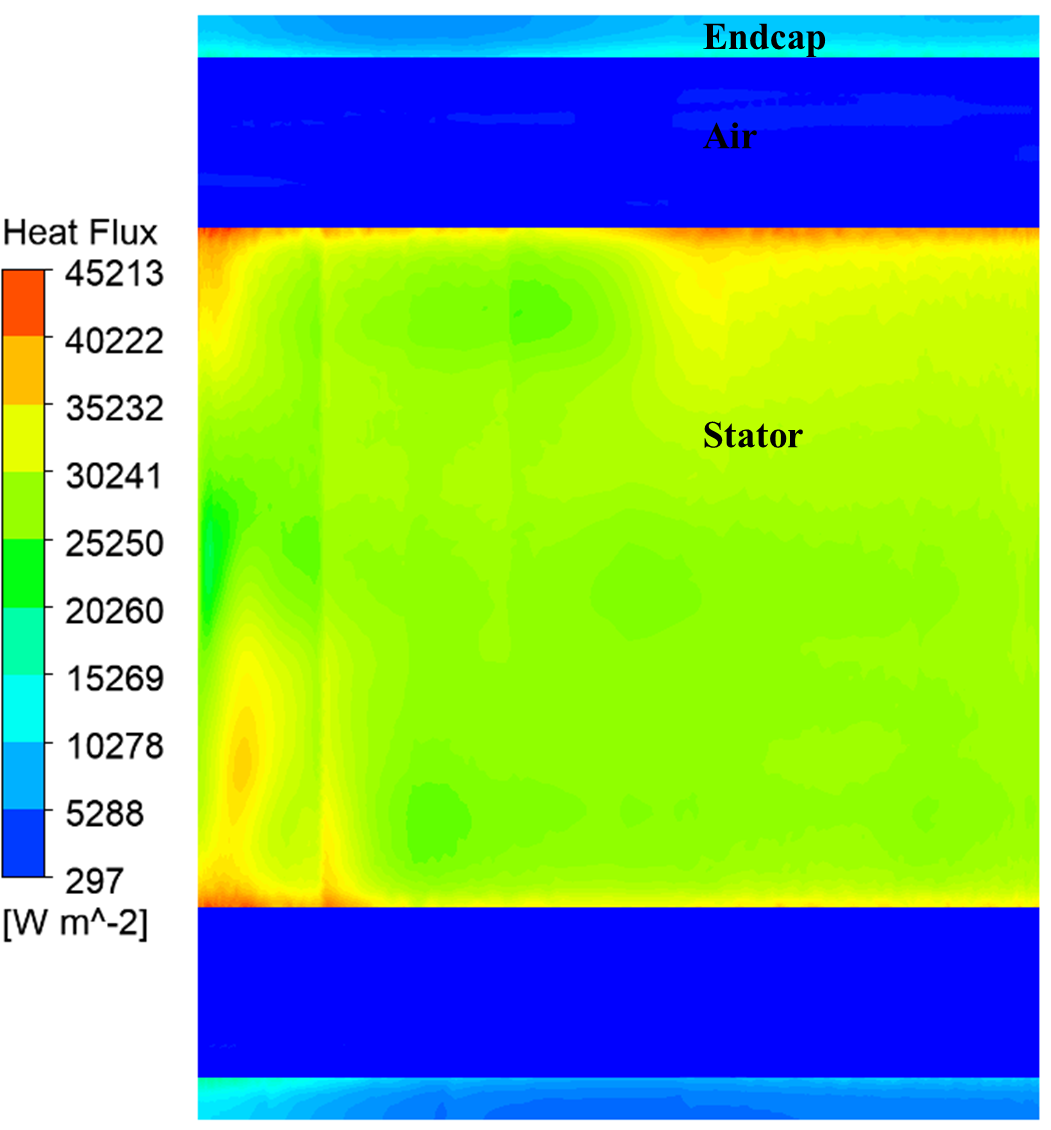 Endcap
Air
Heat Flux
45213
40222
35232
30241
25250
20260
15269
10278
5288
297
[W m^-2]
Stator